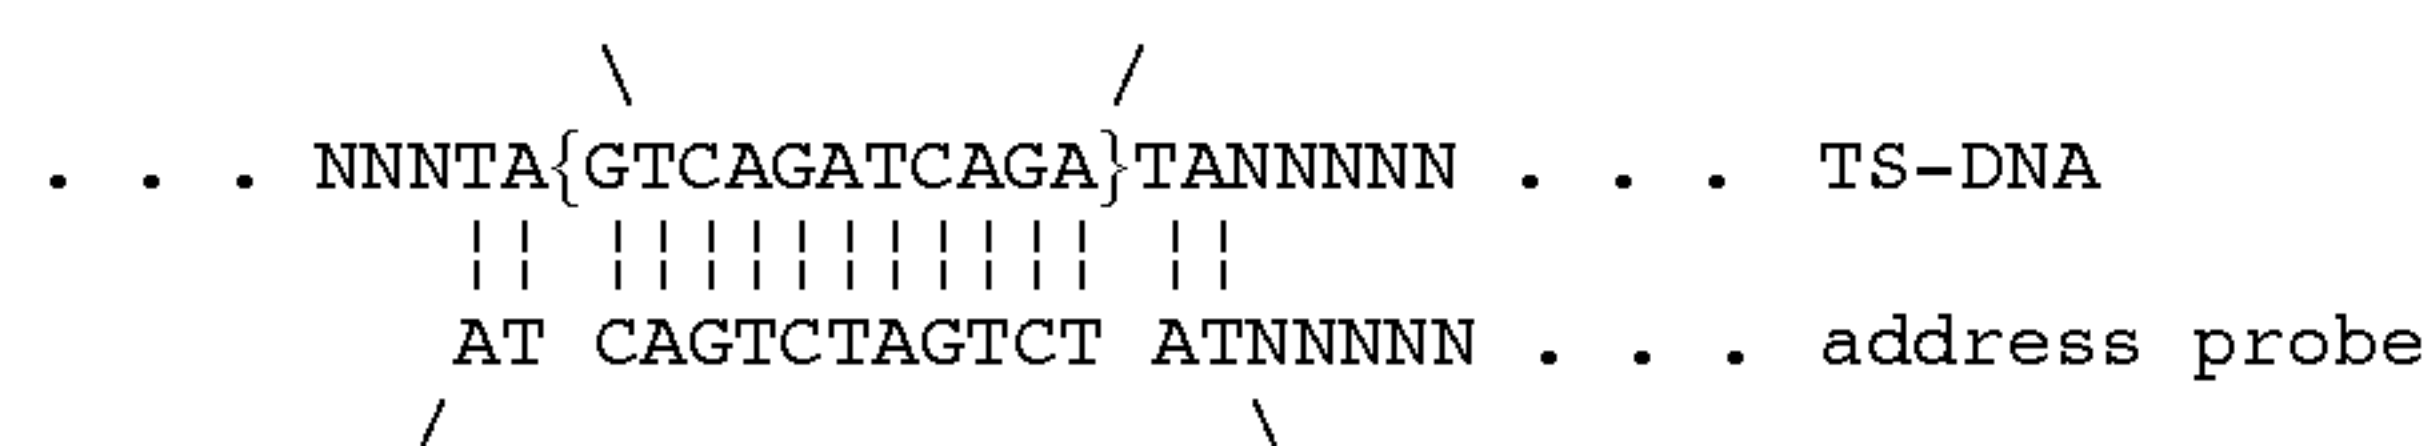 \ /
. . . NNNTA{GTCAGATCAGA}TANNNNN . . . TS-DNA
|| ||||||||||| ||
|| ||||||||||| ||
AT CAGTCTAGTCT ATNNNNN . . . address probe
/ \